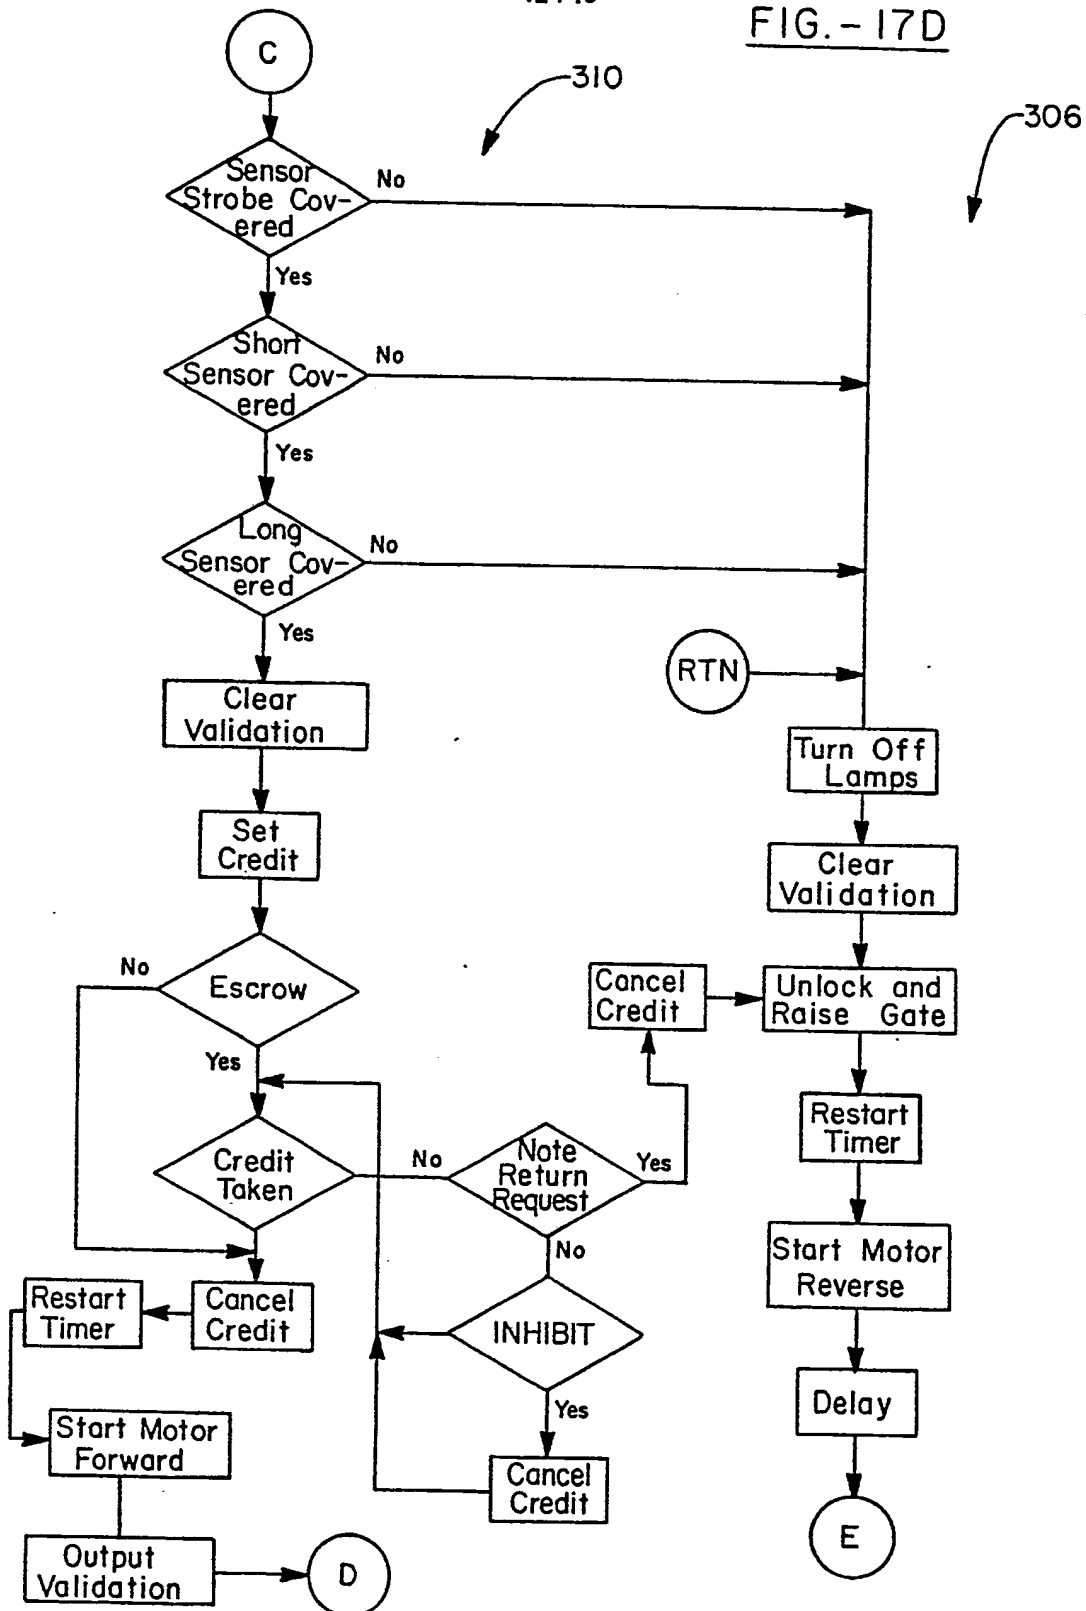 FIG.-17D
C
310
306
Sensor
Strobe Cov-
ered
No
Yes
Short
Sensor Cov-
ered
No
Yes
Long
Sensor Cov-
ered
No
Yes
RTN
Clear
Validation
Turn Off
Lamps
Set
Credit
Clear
Validation
No
Escrow
Yes
Cancel
Credit
Unlock and
Raise Gate
Credit
Taken
No
Note
Return
Request
Yes
No
Restart
Timer
Start Motor
Reverse
Restart
Timer
Cancel
Credit
INHIBIT
Yes
Delay
Start Motor
Forward
Cancel
Credit
Output
Validation
D
E